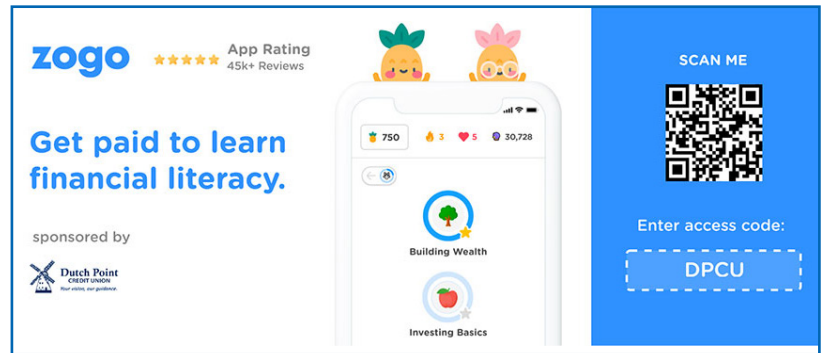 zogo
App Rating
45k+ Reviews
Get paid to learn
financial literacy.
sponsored by
Dutch Point
CREDIT UNION
Your vision, our guidance.
750
3
5
30,728
Building Wealth
Investing Basics
SCAN ME
Enter access code:
DPCU